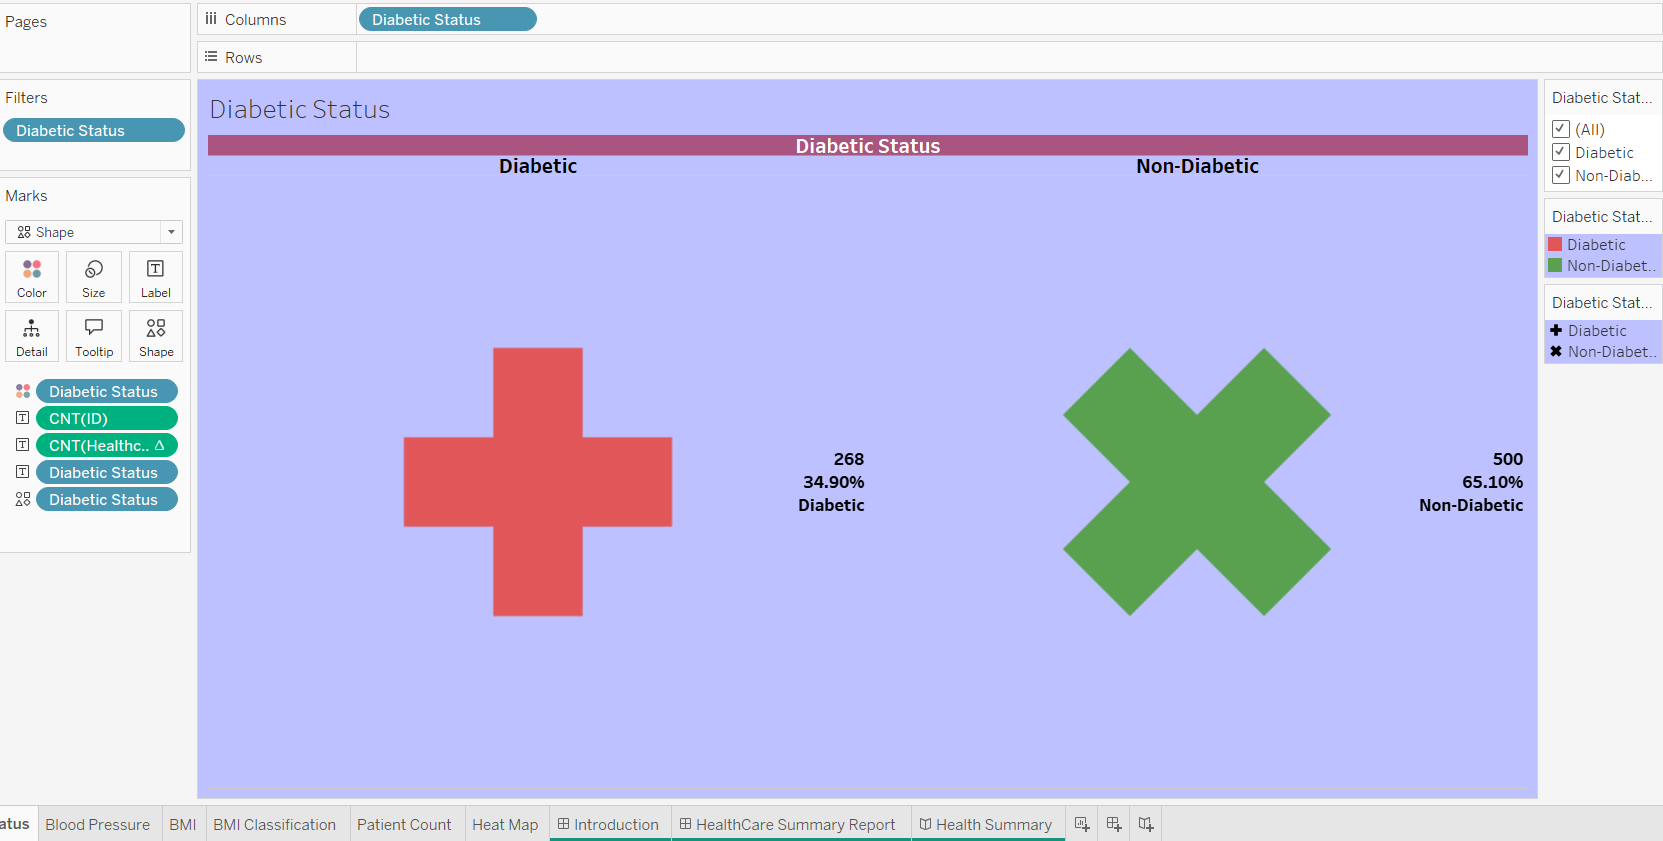 Pages
Columns
Diabetic Status
Rows
Filters
Diabetic Status
Marks
Shape
Color
Size
Label
Detail
Tooltip
Shape
Diabetic Status
CNT(ID)
CNT(Healthc..
Diabetic Status
Diabetic Status
Diabetic Status
Diabetic Status
Diabetic
Non-Diabetic
268
34.90%
Diabetic
500
65.10%
Non-Diabetic
Diabetic Stat...
(All)
Diabetic
Non-Diab...
Diabetic Stat...
Diabetic
Non-Diabet..
Diabetic Stat...
Diabetic
Non-Diabet..
atus
Blood Pressure
BMI
BMI Classification
Patient Count
Heat Map
Introduction
HealthCare Summary Report
Health Summary